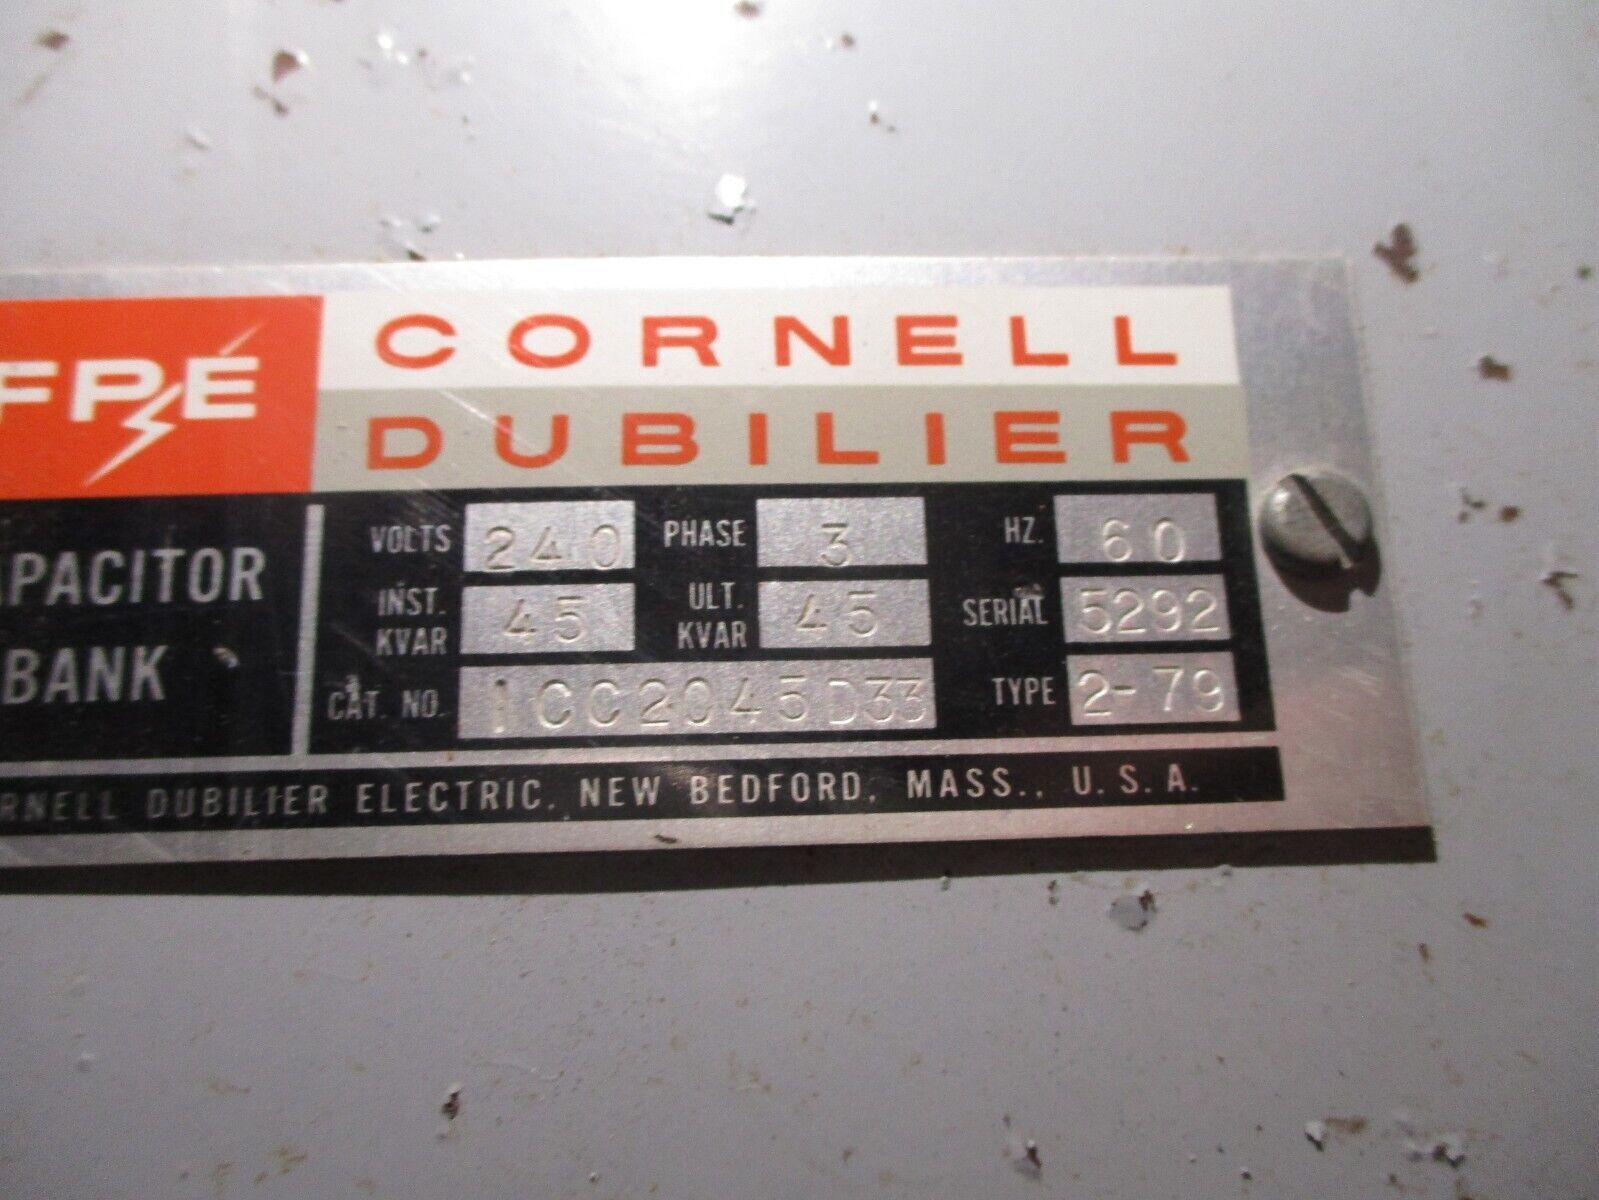 FPE CORNELL
DUBILIER
APACITOR
BANK
VOLTS 240 PHASE 3 HZ. 60
INST. KVAR 45 ULT. KVAR 45 SERIAL 5292
CAT. NO. 1CC2045D33 TYPE 2-79
RNELL DUBILIER ELECTRIC, NEW BEDFORD, MASS., U.S.A.